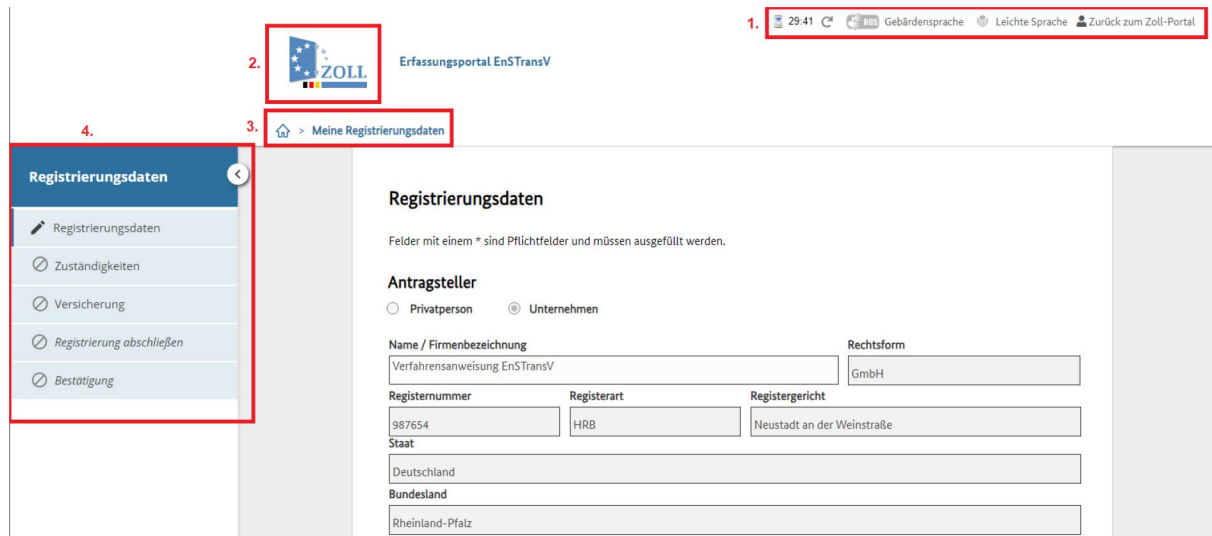 1. 29:41 DGS Gebärdensprache Leichte Sprache Zurück zum Zoll-Portal
2. ZOLL Erfassungsportal EnSTransV
3. > Meine Registrierungsdaten
4.
Registrierungsdaten
Registrierungsdaten
Zuständigkeiten
Versicherung
Registrierung abschließen
Bestätigung
Registrierungsdaten
Felder mit einem * sind Pflichtfelder und müssen ausgefüllt werden.
Antragsteller
Privatperson Unternehmen
Name / Firmenbezeichnung Rechtsform
Verfahrensanweisung EnSTransV GmbH
Registernummer Registerart Registergericht
987654 HRB Neustadt an der Weinstraße
Staat
Deutschland
Bundesland
Rheinland-Pfalz